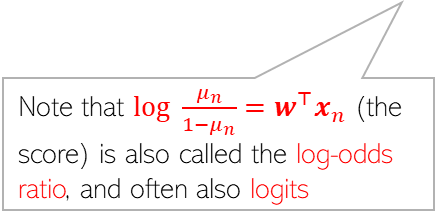 Note that log μₙ/1−μₙ = w⊤xₙ (the
score) is also called the log-odds
ratio, and often also logits